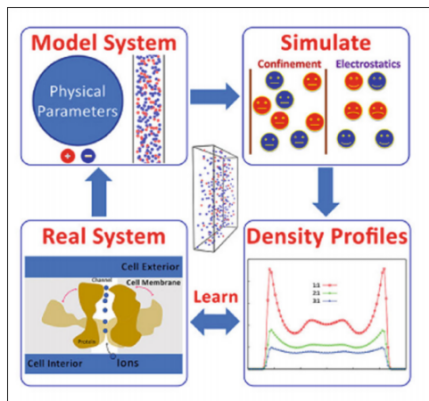 Model System
Physical
Parameters
+ −
Simulate
Confinement Electrostatics
Real System
Cell Exterior
Channel
Cell Membrane
Protein
Cell Interior
Ions
Learn
Density Profiles
1:1
2:1
3:1